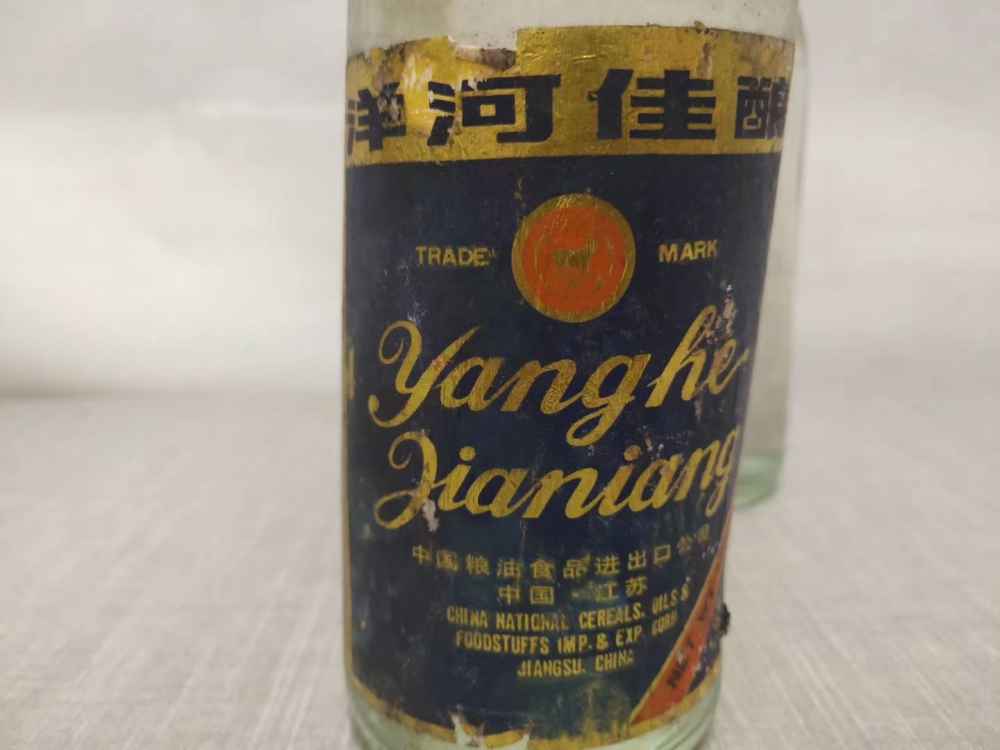 洋河佳酿
TRADE MARK
Yanghe
Jianiang
中国粮油食品进出口公司
中国·江苏
CHINA NATIONAL CEREALS, OILS &
FOODSTUFFS IMP. & EXP. CORP.
JIANGSU. CHINA
NET